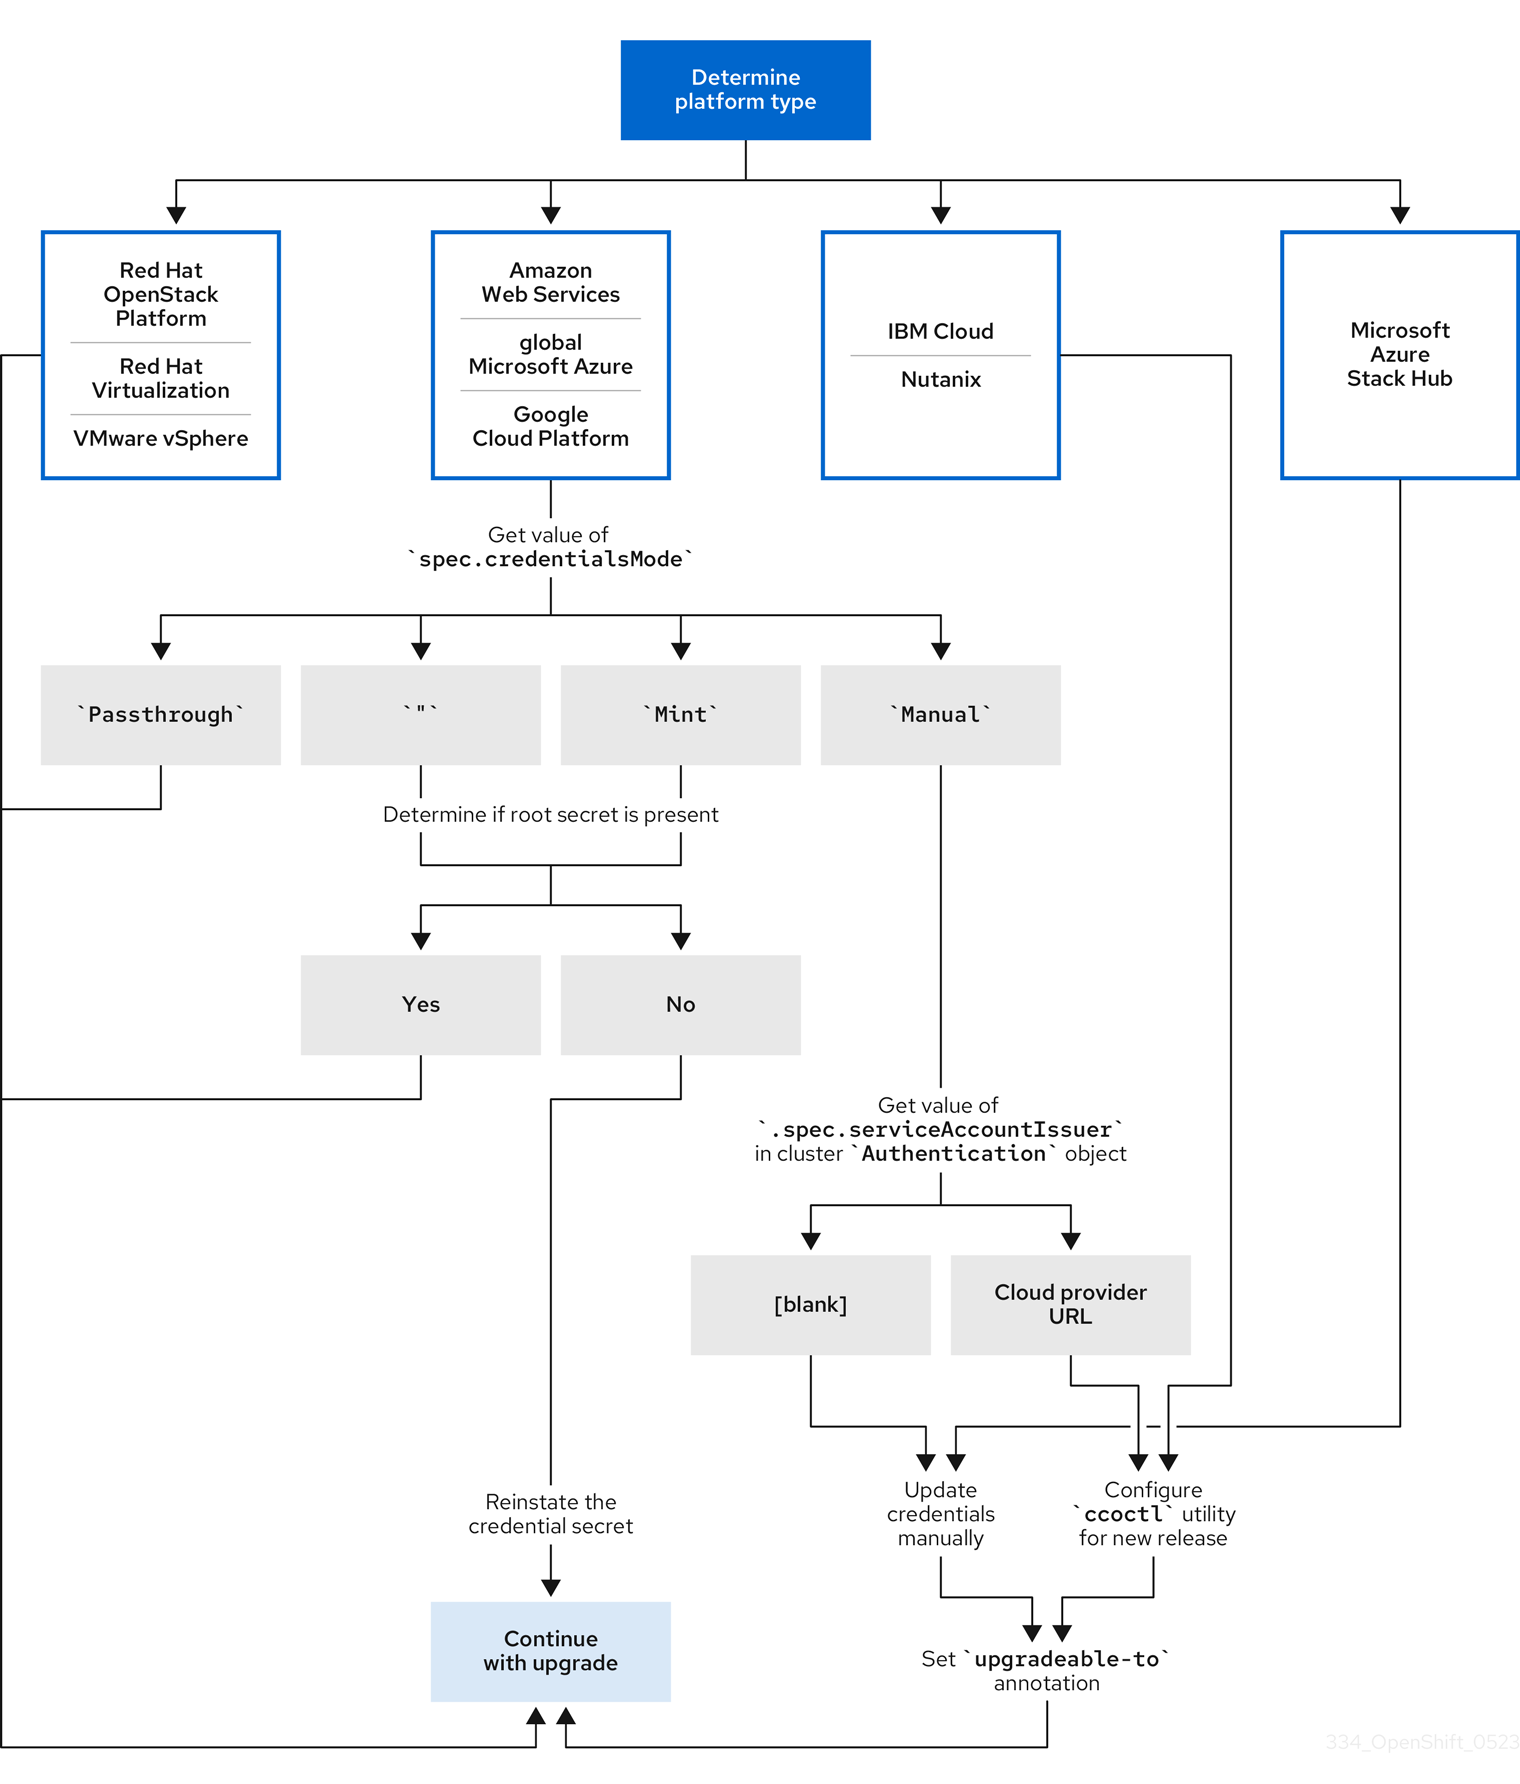 Determine
platform type
Red Hat
OpenStack
Platform
Red Hat
Virtualization
VMware vSphere
Amazon
Web Services
global
Microsoft Azure
Google
Cloud Platform
IBM Cloud
Nutanix
Microsoft
Azure
Stack Hub
Get value of
`spec.credentialsMode`
`Passthrough`
`"`
`Mint`
`Manual`
Determine if root secret is present
Yes
No
Get value of
`.spec.serviceAccountIssuer`
in cluster `Authentication` object
[blank]
Cloud provider
URL
Reinstate the
credential secret
Update
credentials
manually
Configure
`ccoctl` utility
for new release
Continue
with upgrade
Set `upgradeable-to`
annotation
334_OpenShift_0523